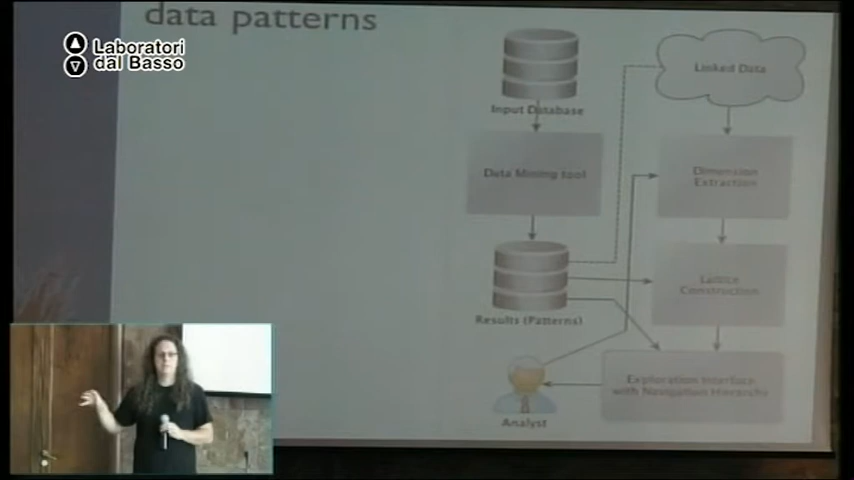 data patterns
Laboratori
dal Basso
Linked Data
Input Database
Data Mining tool
Dimension
Extraction
Lattice
Construction
Results (Patterns)
Exploration Interface
with Navigation Hierarchy
Analyst